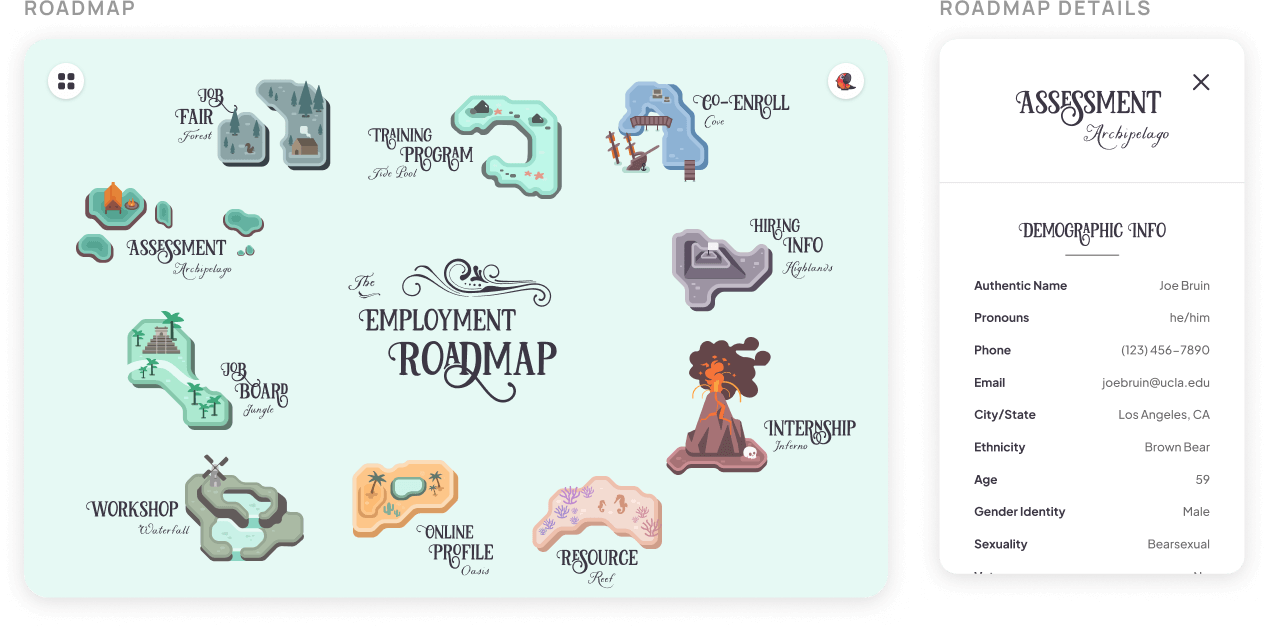 ROADMAP
ROADMAP DETAILS
JOB
FAIR
Forest
TRAINING
PROGRAM
Tide Pool
CO-ENROLL
Cove
ASSESSMENT
Archipelago
HIRING
INFO
Highlands
The
EMPLOYMENT
ROADMAP
JOB
BOARD
Jungle
INTERNSHIP
Inferno
WORKSHOP
Waterfall
ONLINE
PROFILE
Oasis
RESOURCE
Reef
ASSESSMENT
Archipelago
DEMOGRAPHIC INFO
Authentic Name Joe Bruin
Pronouns he/him
Phone (123) 456-7890
Email joebruin@ucla.edu
City/State Los Angeles, CA
Ethnicity Brown Bear
Age 59
Gender Identity Male
Sexuality Bearsexual